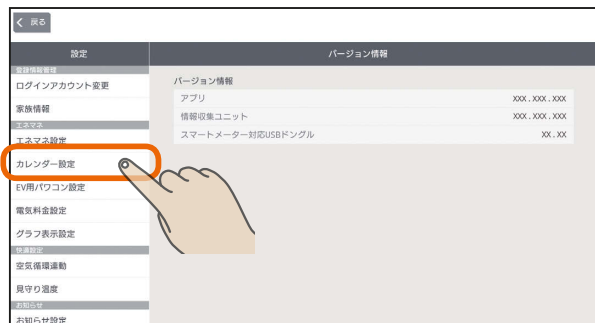 戻る
設定
バージョン情報
登録情報管理
ログインアカウント変更
家族情報
エネマネ
エネマネ設定
カレンダー設定
EV用パワコン設定
電気料金設定
グラフ表示設定
快適設定
空気循環連動
見守り温度
お知らせ
お知らせ設定
バージョン情報
アプリ XXX.XXX.XXX
情報収集ユニット XXX.XXX.XXX
スマートメーター対応USBドングル XX.XX